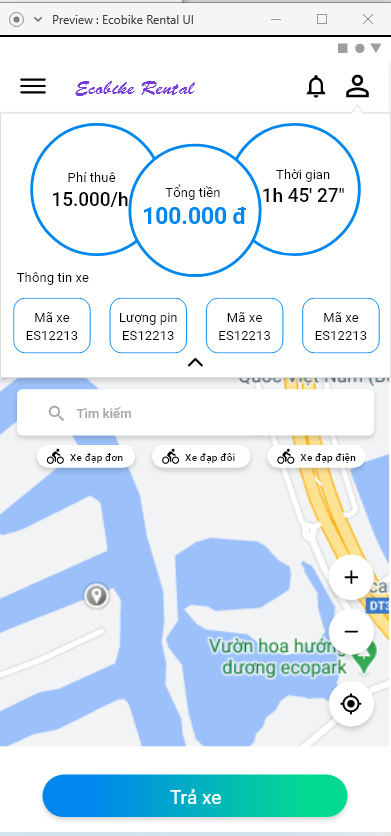 Preview : Ecobike Rental UI
Ecobike Rental
Phí thuê
15.000/h
Tổng tiền
100.000 đ
Thời gian
1h 45' 27"
Thông tin xe
Mã xe
ES12213
Lượng pin
ES12213
Mã xe
ES12213
Mã xe
ES12213
Quốc Việt Nam
Tìm kiếm
Xe đạp đơn
Xe đạp đôi
Xe đạp điện
DT3
Vườn hoa hướng
dương ecopark
Trả xe